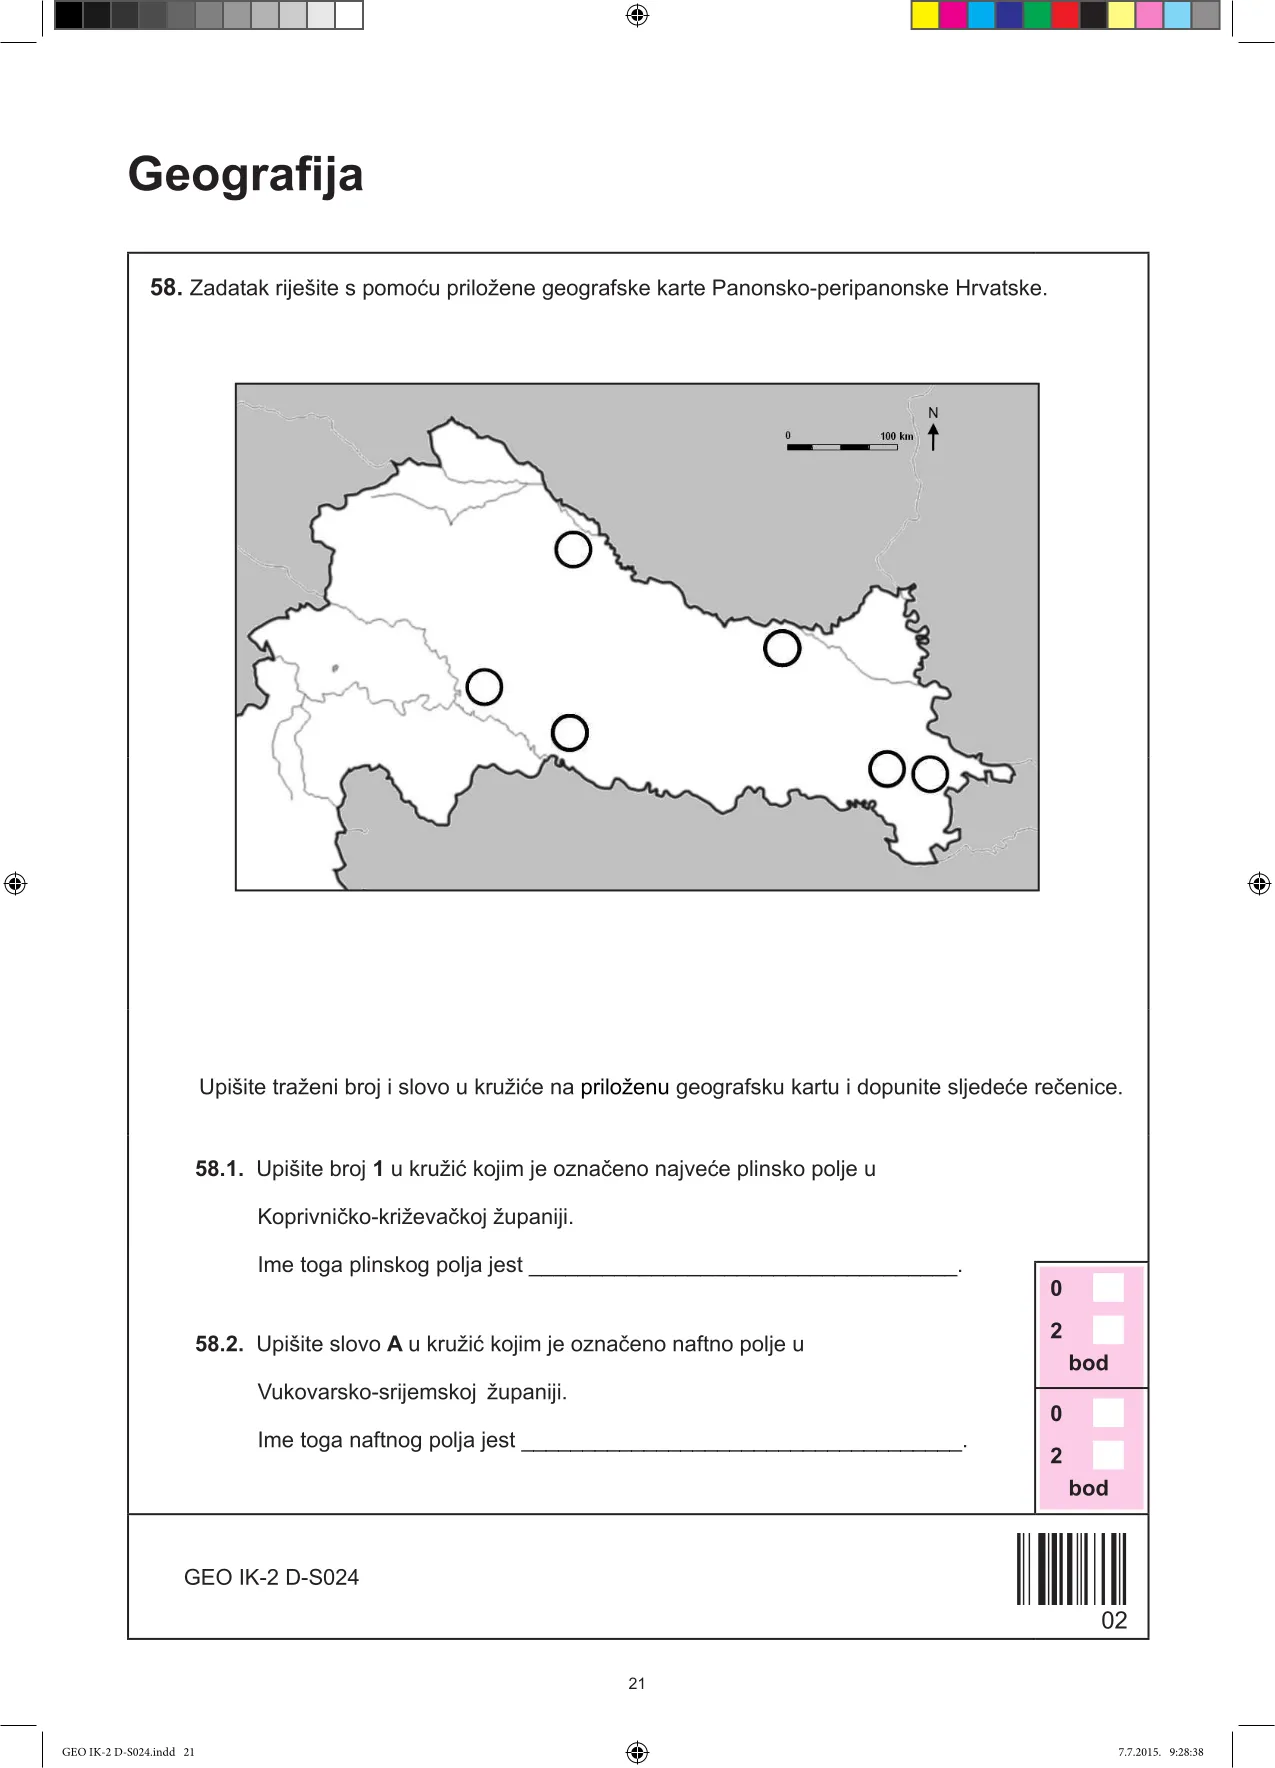 Geografija
58. Zadatak riješite s pomoću priložene geografske karte Panonsko-peripanonske Hrvatske.
0 100 km N
Upišite traženi broj i slovo u kružiće na priloženu geografsku kartu i dopunite sljedeće rečenice.
58.1. Upišite broj 1 u kružić kojim je označeno najveće plinsko polje u
Koprivničko-križevačkoj županiji.
Ime toga plinskog polja jest ___________________________________.
0
2
bod
58.2. Upišite slovo A u kružić kojim je označeno naftno polje u
Vukovarsko-srijemskoj županiji.
Ime toga naftnog polja jest ____________________________________.
0
2
bod
GEO IK-2 D-S024
02
21
GEO IK-2 D-S024.indd 21
7.7.2015. 9:28:38